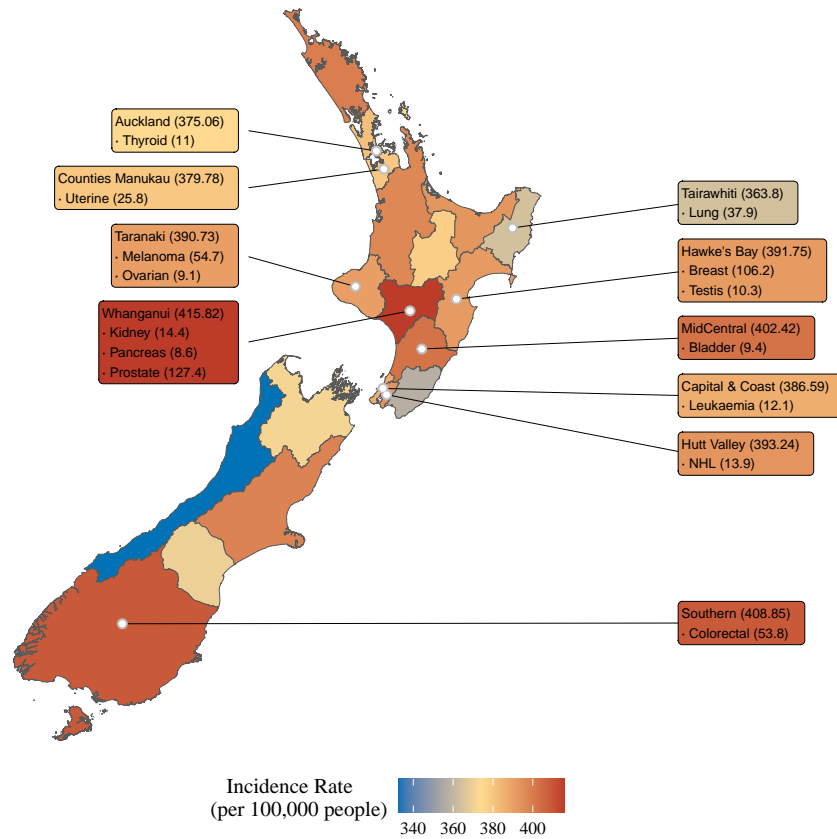 Auckland (375.06)
· Thyroid (11)
Counties Manukau (379.78)
· Uterine (25.8)
Taranaki (390.73)
· Melanoma (54.7)
· Ovarian (9.1)
Whanganui (415.82)
· Kidney (14.4)
· Pancreas (8.6)
· Prostate (127.4)
Tairawhiti (363.8)
· Lung (37.9)
Hawke's Bay (391.75)
· Breast (106.2)
· Testis (10.3)
MidCentral (402.42)
· Bladder (9.4)
Capital & Coast (386.59)
· Leukaemia (12.1)
Hutt Valley (393.24)
· NHL (13.9)
Southern (408.85)
· Colorectal (53.8)
Incidence Rate
(per 100,000 people)
340 360 380 400